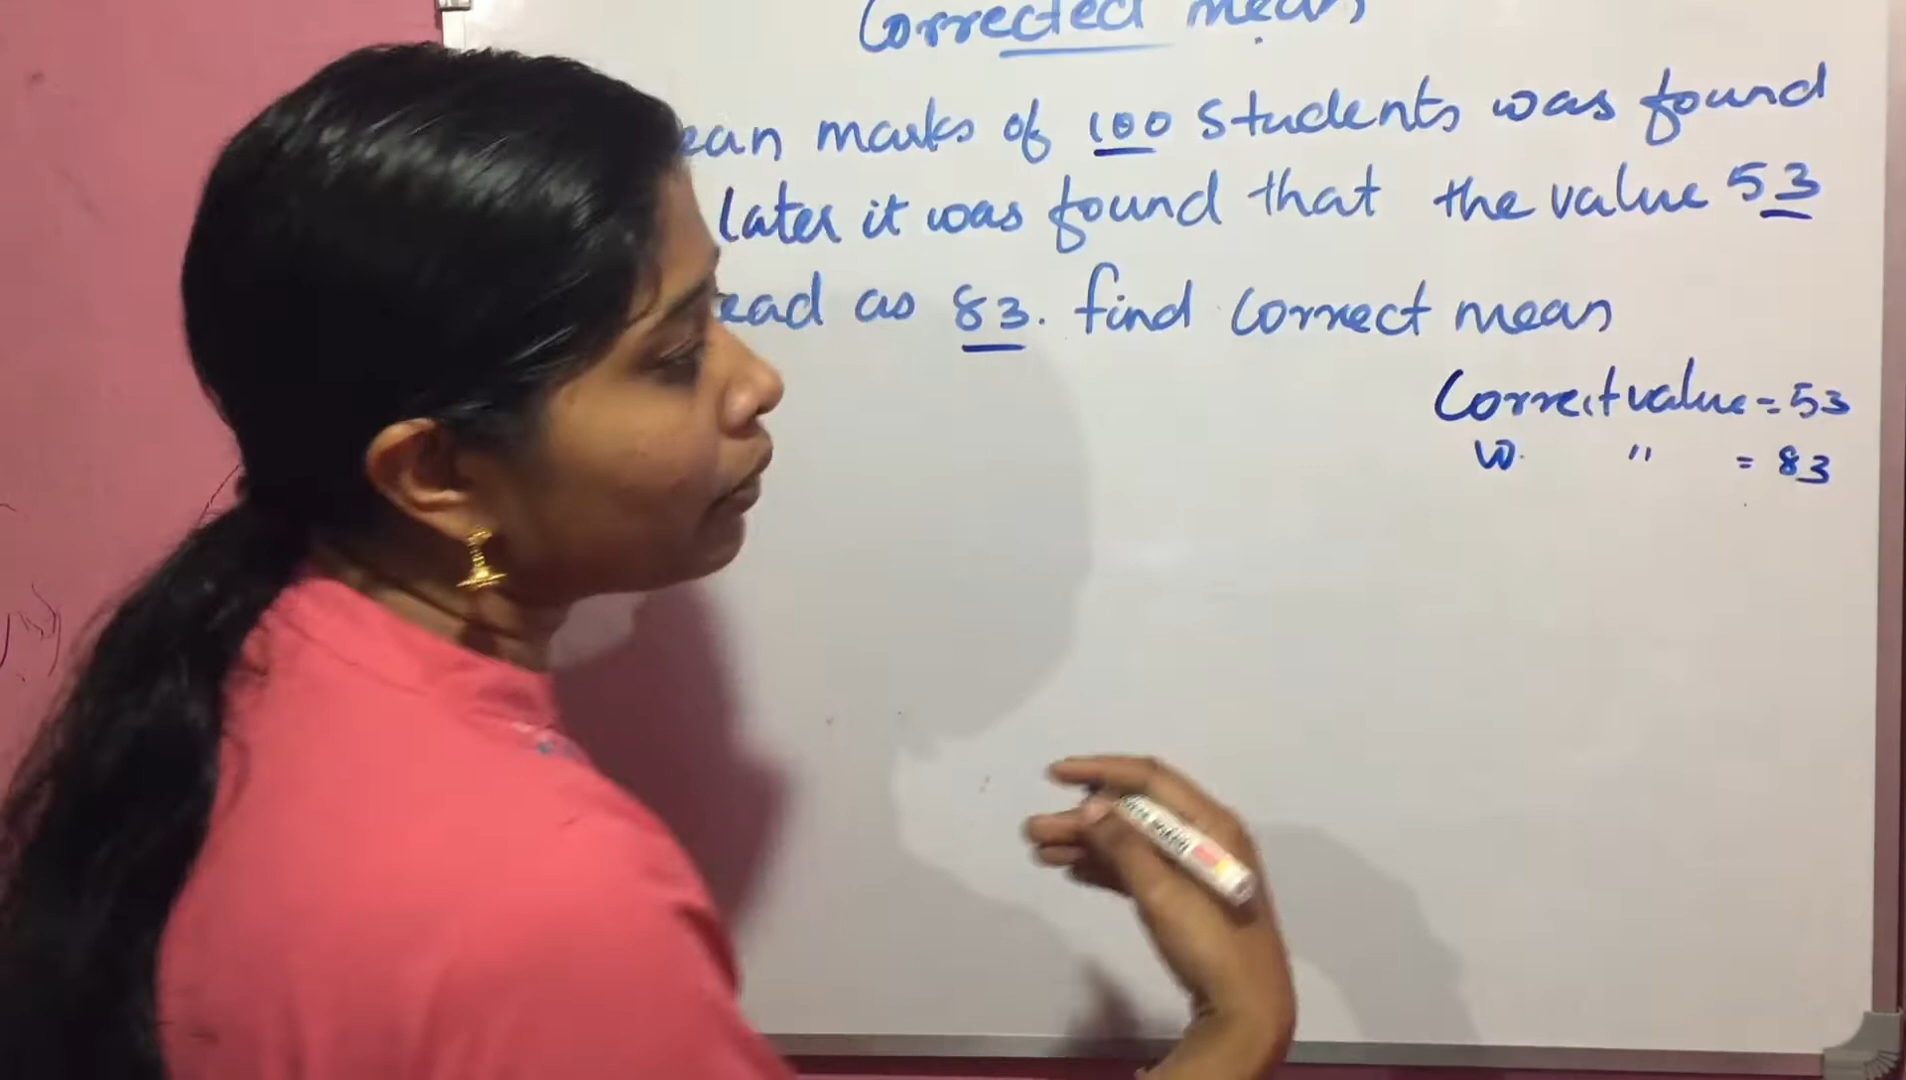 Corrected mean
ean marks of 100 students was found
later it was found that the value 53
ead as 83. find correct mean
Correct value = 53
W. " = 83